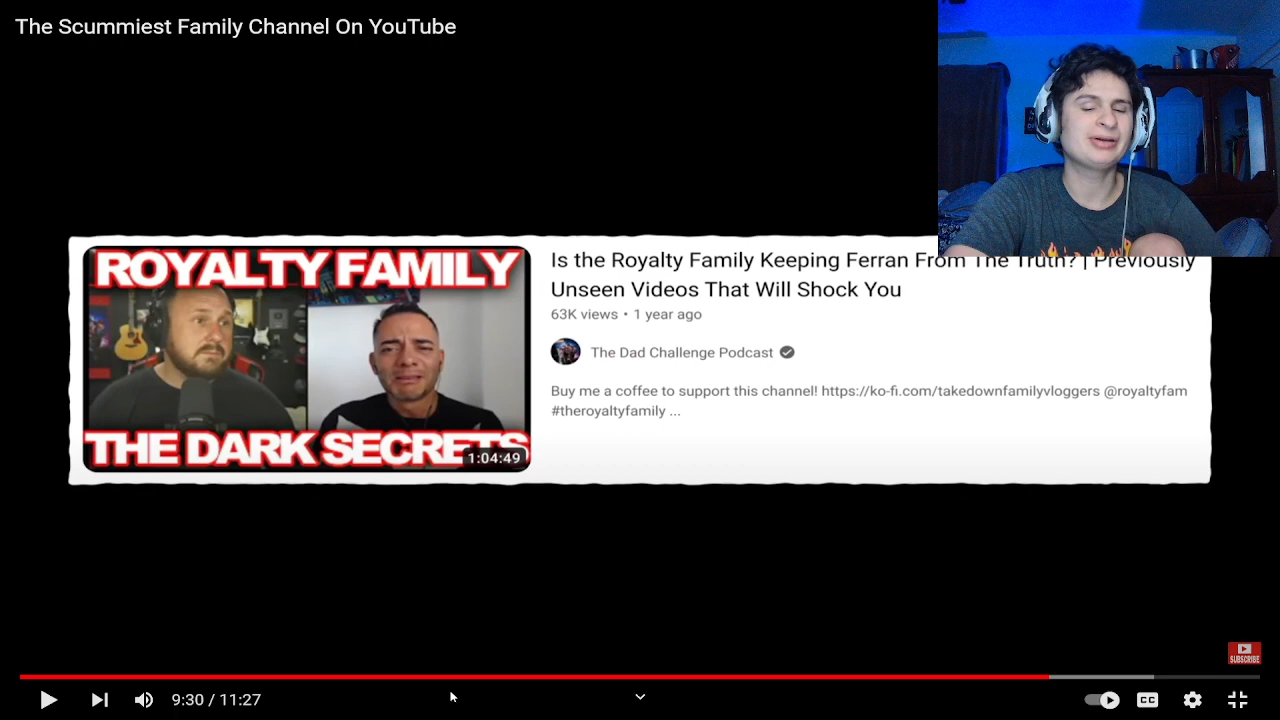 The Scummiest Family Channel On YouTube
ROYALTY FAMILY
THE DARK SECRETS
1:04:49
Is the Royalty Family Keeping Ferran From The Truth? | Previously
Unseen Videos That Will Shock You
63K views • 1 year ago
The Dad Challenge Podcast
Buy me a coffee to support this channel! https://ko-fi.com/takedownfamilyvloggers @royaltyfam
#theroyaltyfamily ...
SUBSCRIBE
9:30 / 11:27
CC